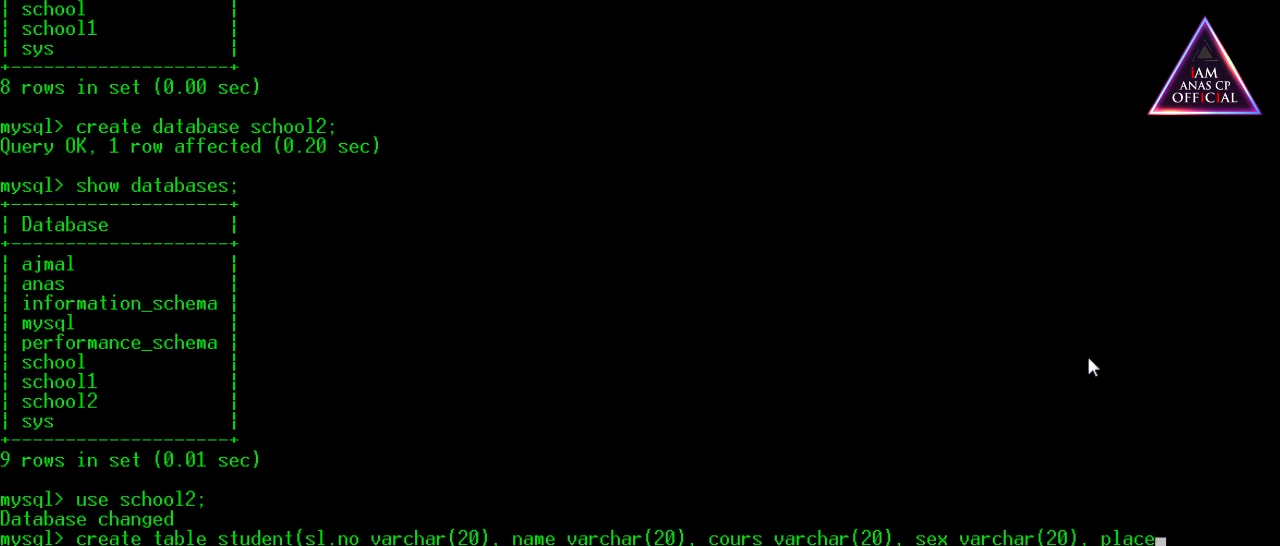 | school |
| school1 |
| sys |
+--------------------+
8 rows in set (0.00 sec)
mysql> create database school2;
Query OK, 1 row affected (0.20 sec)
mysql> show databases;
+--------------------+
| Database |
+--------------------+
| ajmal |
| anas |
| information_schema |
| mysql |
| performance_schema |
| school |
| school1 |
| school2 |
| sys |
+--------------------+
9 rows in set (0.01 sec)
mysql> use school2;
Database changed
mysql> create table student(sl.no varchar(20), name varchar(20), cours varchar(20), sex varchar(20), place
iAM
ANAS CP
OFFICIAL